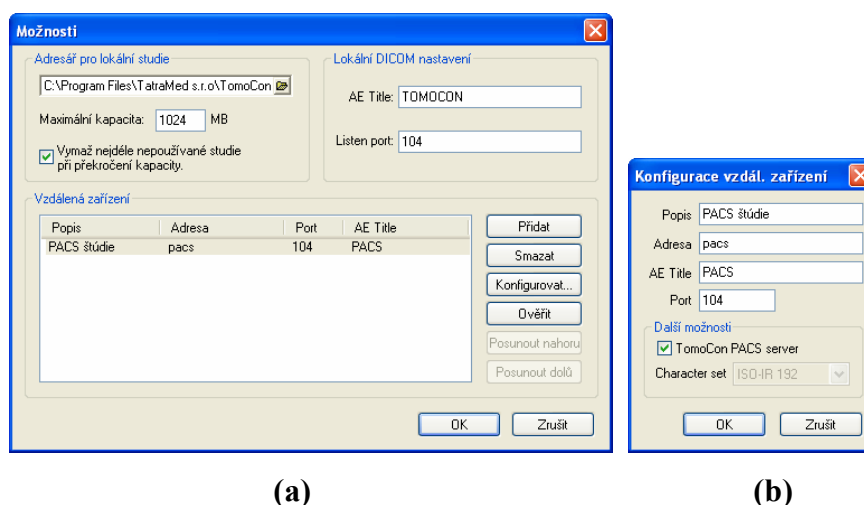 Možnosti
Adresář pro lokální studie
C:\Program Files\TatraMed s.r.o\TomoCon
Maximální kapacita: 1024 MB
Vymaž nejdéle nepoužívané studie
při překročení kapacity.
Lokální DICOM nastavení
AE Title: TOMOCON
Listen port: 104
Vzdálená zařízení
Popis Adresa Port AE Title
PACS štúdie pacs 104 PACS
Přidat
Smazat
Konfigurovat...
Ověřit
Posunout nahoru
Posunout dolů
OK Zrušit
(a)
Konfigurace vzdál. zařízení
Popis PACS štúdie
Adresa pacs
AE Title PACS
Port 104
Další možnosti
TomoCon PACS server
Character set ISO-IR 192
OK Zrušit
(b)